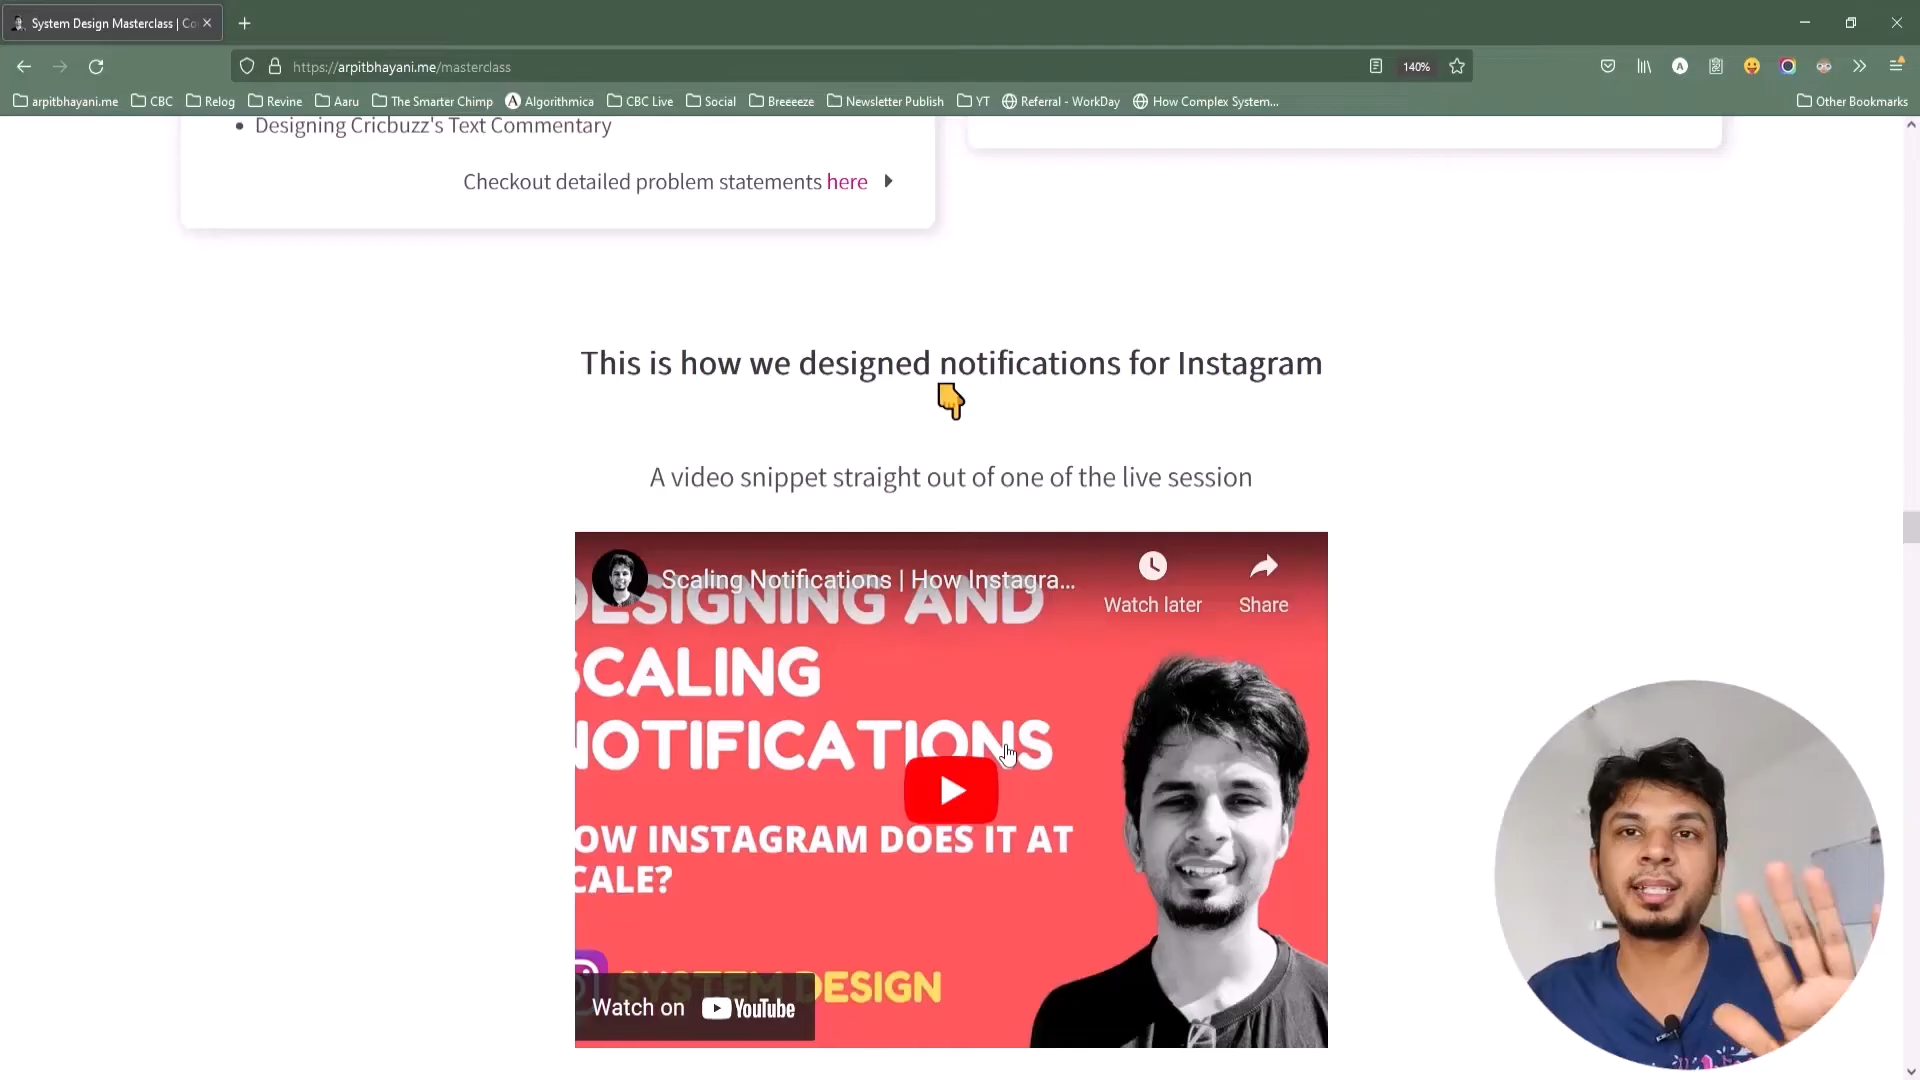 System Design Masterclass | Co
https://arpitbhayani.me/masterclass
140%
arpitbhayani.me
CBC
Relog
Revine
Aaru
The Smarter Chimp
Algorithmica
CBC Live
Social
Breeeeze
Newsletter Publish
YT
Referral - WorkDay
How Complex System...
Other Bookmarks
Designing Cricbuzz's Text Commentary
Checkout detailed problem statements here
This is how we designed notifications for Instagram
A video snippet straight out of one of the live session
Scaling Notifications | How Instagra...
Watch later
Share
DESIGNING AND
SCALING
NOTIFICATIONS
OW INSTAGRAM DOES IT AT
CALE?
SYSTEM DESIGN
Watch on YouTube